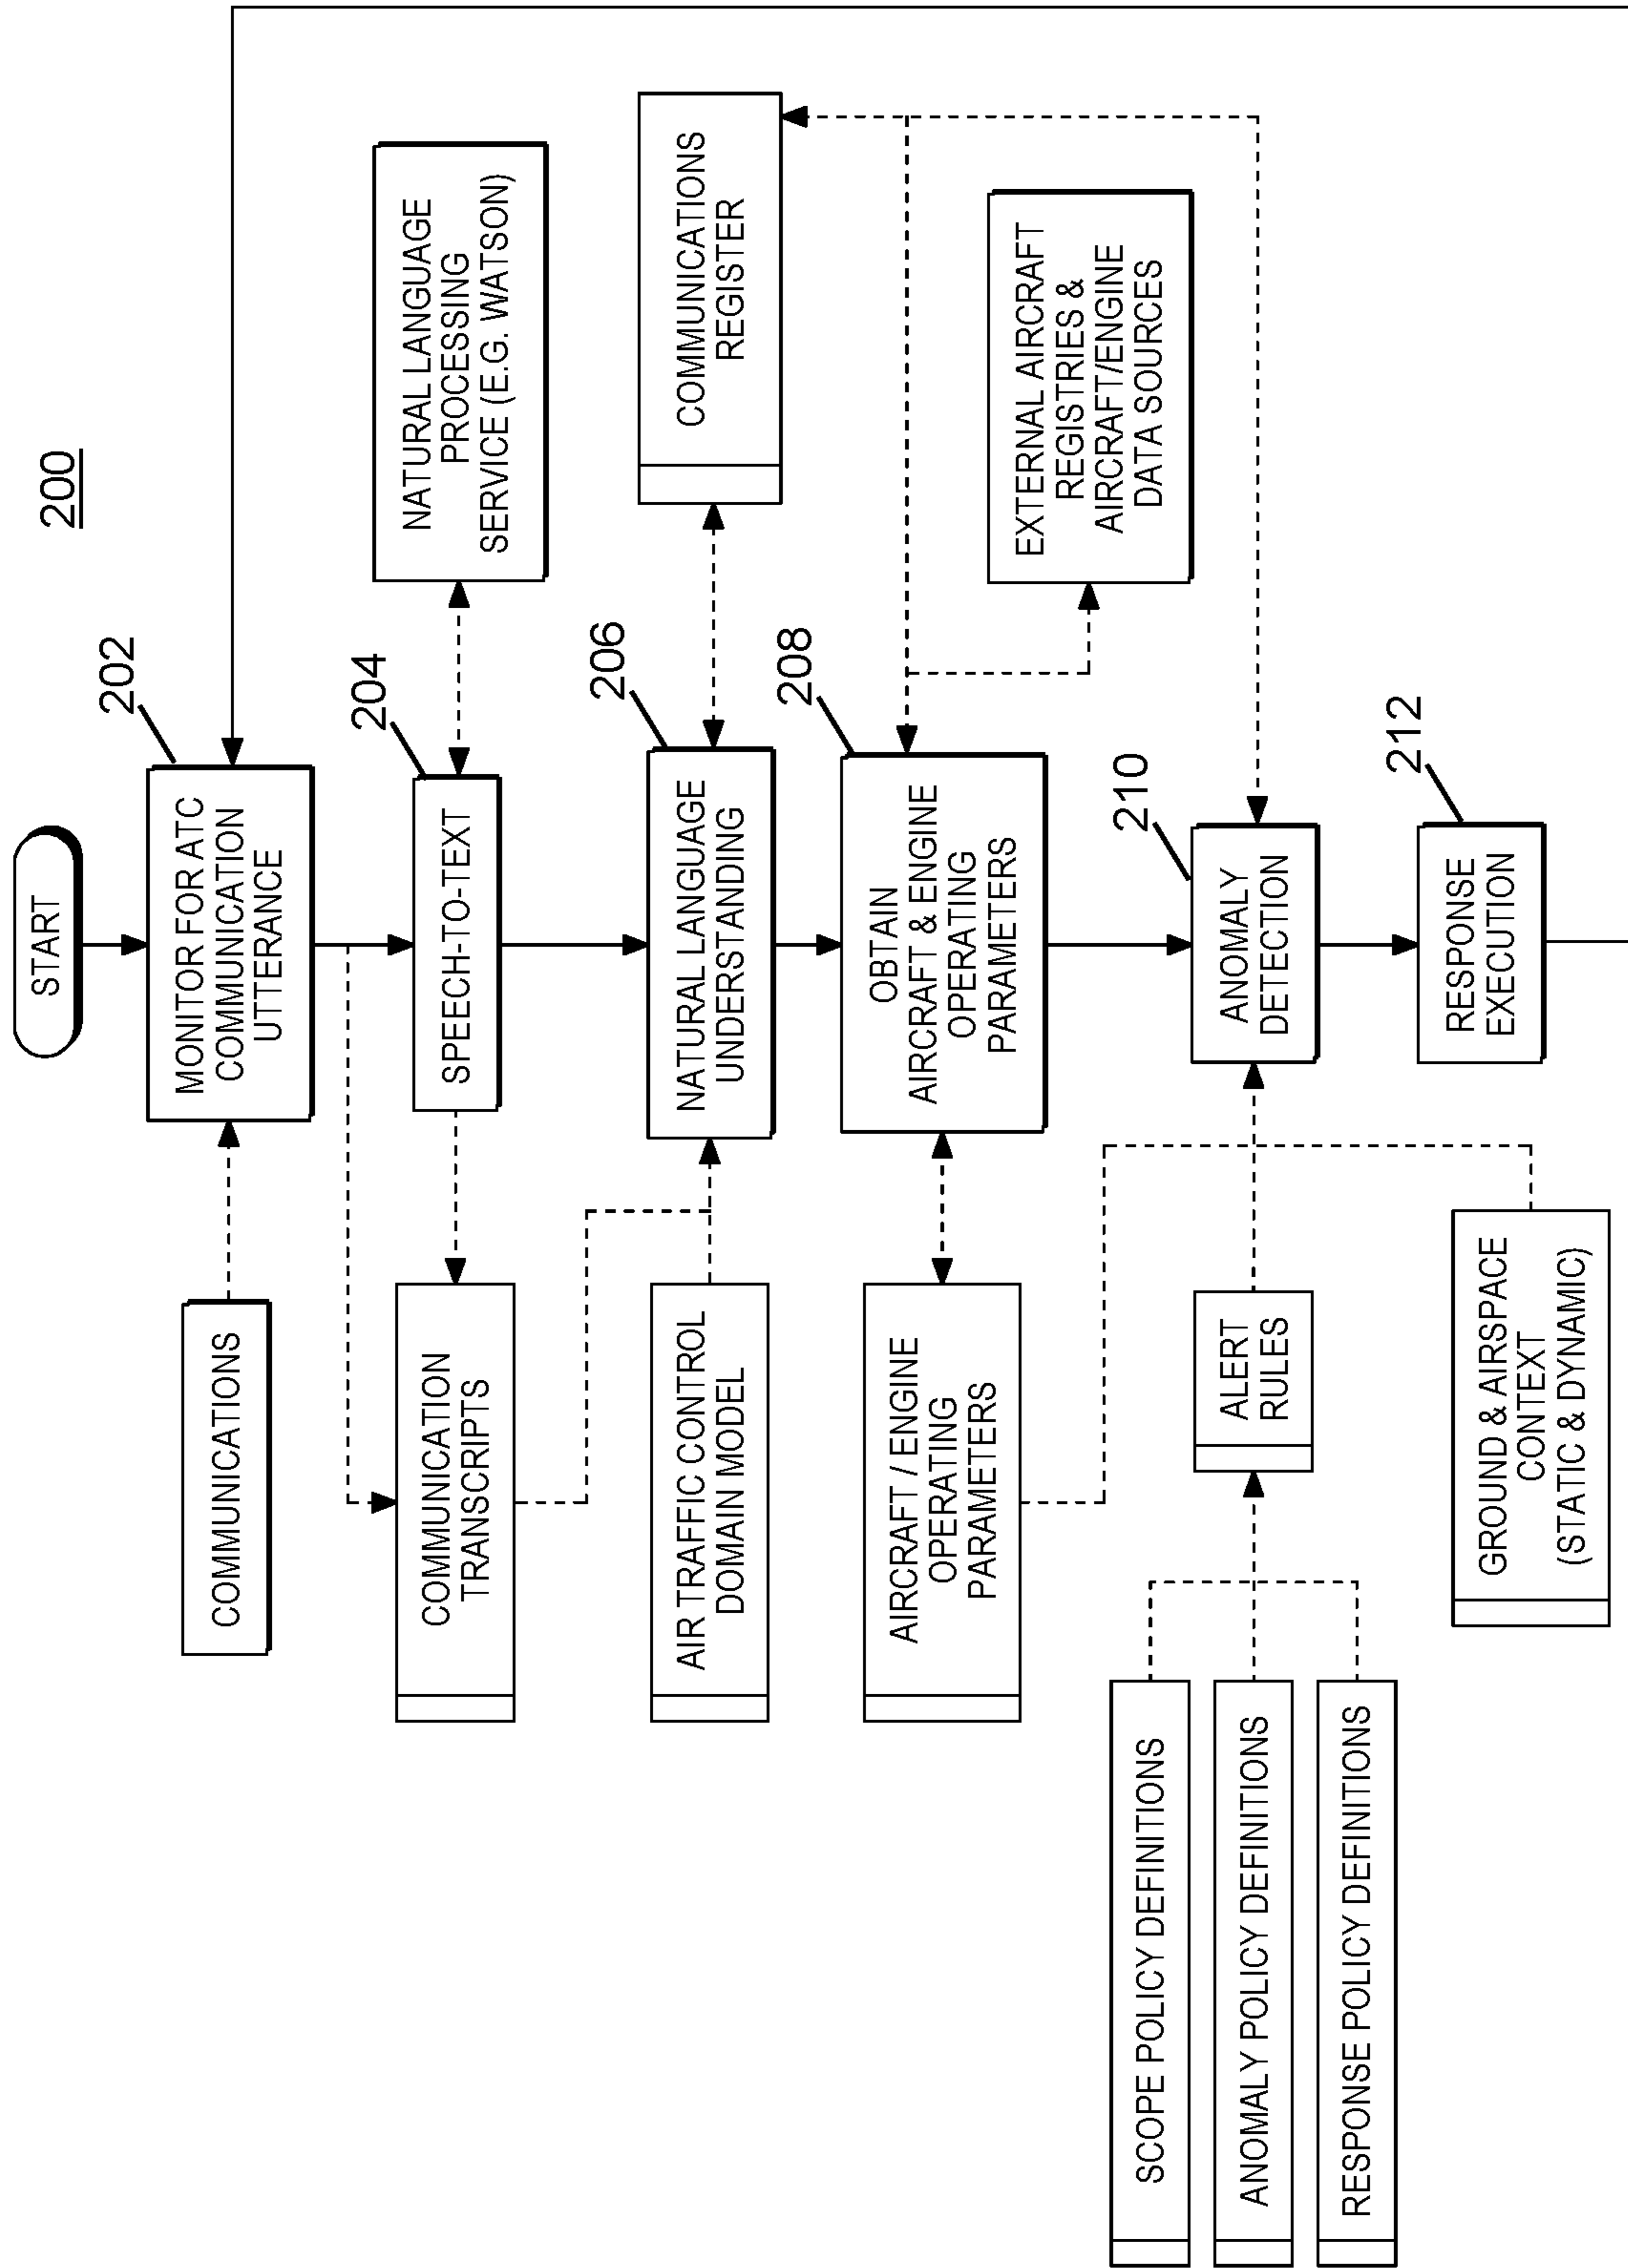 200
START
202
MONITOR FOR ATC
COMMUNICATION
UTTERANCE
COMMUNICATIONS
204
SPEECH-TO-TEXT
NATURAL LANGUAGE
PROCESSING
SERVICE (E.G. WATSON)
COMMUNICATION
TRANSCRIPTS
206
NATURAL LANGUAGE
UNDERSTANDING
COMMUNICATIONS
REGISTER
AIR TRAFFIC CONTROL
DOMAIN MODEL
208
OBTAIN
AIRCRAFT & ENGINE
OPERATING
PARAMETERS
AIRCRAFT / ENGINE
OPERATING
PARAMETERS
EXTERNAL AIRCRAFT
REGISTRIES &
AIRCRAFT/ENGINE
DATA SOURCES
210
ANOMALY
DETECTION
ALERT
RULES
SCOPE POLICY DEFINITIONS
ANOMALY POLICY DEFINITIONS
RESPONSE POLICY DEFINITIONS
212
RESPONSE
EXECUTION
GROUND & AIRSPACE
CONTEXT
(STATIC & DYNAMIC)